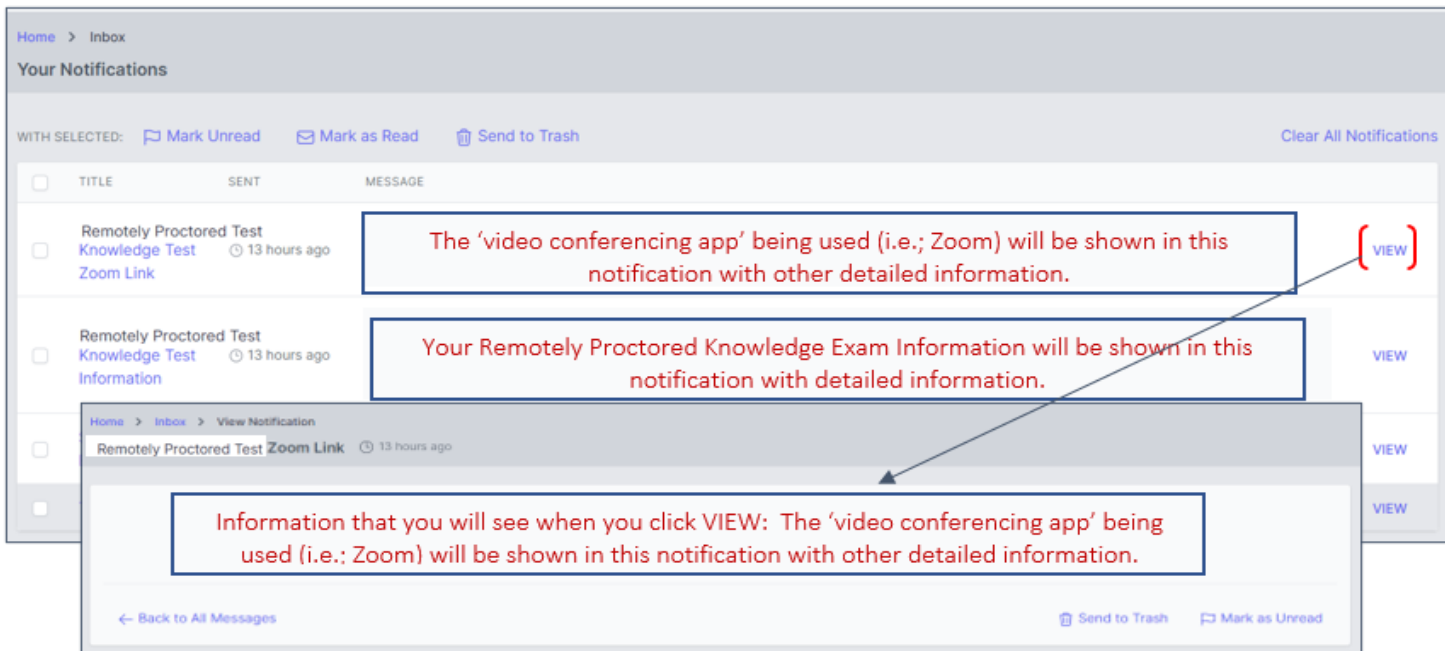 Home > Inbox
Your Notifications
WITH SELECTED: Mark Unread Mark as Read Send to Trash Clear All Notifications
TITLE SENT MESSAGE
Remotely Proctored Test
Knowledge Test 13 hours ago
Zoom Link
The ‘video conferencing app’ being used (i.e.; Zoom) will be shown in this
notification with other detailed information.
VIEW
Remotely Proctored Test
Knowledge Test 13 hours ago
Information
Your Remotely Proctored Knowledge Exam Information will be shown in this
notification with detailed information.
VIEW
VIEW
VIEW
Home > Inbox > View Notification
Remotely Proctored Test Zoom Link 13 hours ago
Information that you will see when you click VIEW: The ‘video conferencing app’ being
used (i.e.; Zoom) will be shown in this notification with other detailed information.
← Back to All Messages Send to Trash Mark as Unread